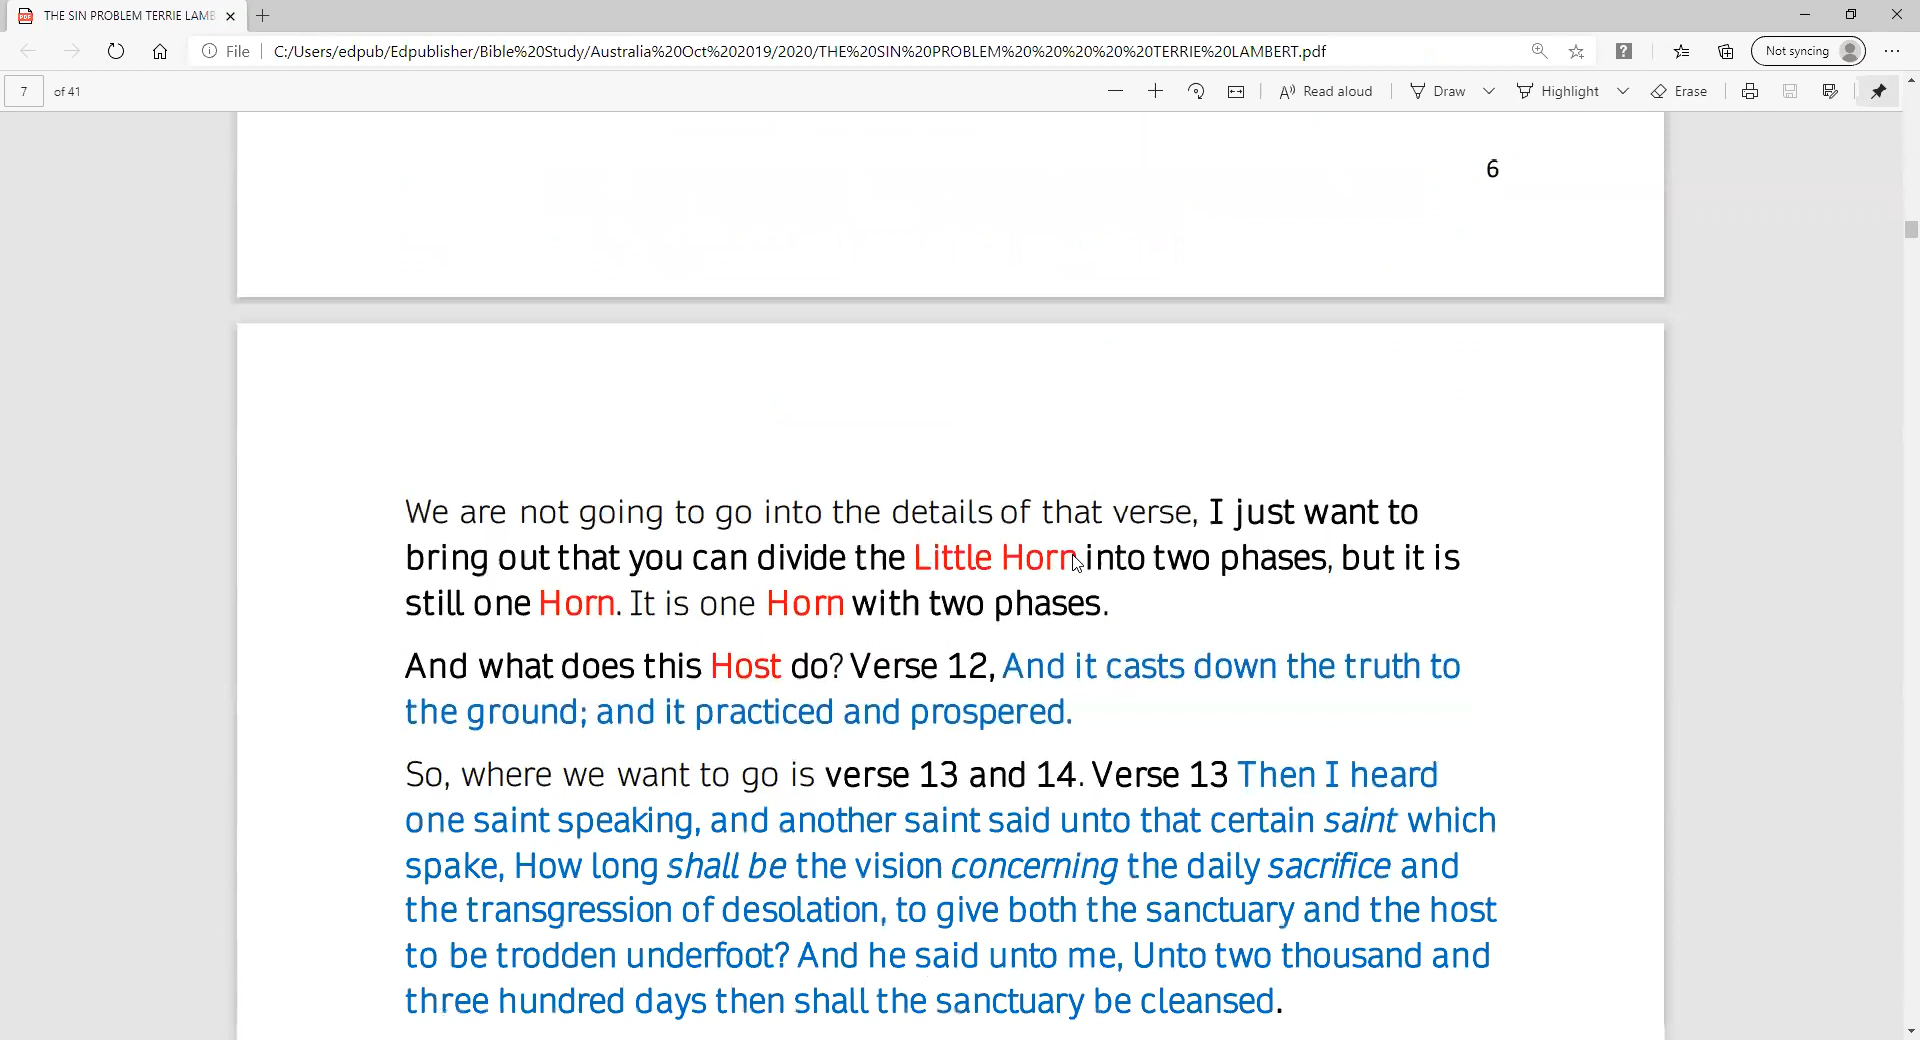 THE SIN PROBLEM TERRIE LAMB
File
C:/Users/edpub/Edpublisher/Bible%20Study/Australia%20Oct%202019/2020/THE%20SIN%20PROBLEM%20%20%20%20%20TERRIE%20LAMBERT.pdf
Not syncing
7 of 41
Read aloud
Draw
Highlight
Erase
6
We are not going to go into the details of that verse, I just want to
bring out that you can divide the Little Horn into two phases, but it is
still one Horn. It is one Horn with two phases.
And what does this Host do? Verse 12, And it casts down the truth to
the ground; and it practiced and prospered.
So, where we want to go is verse 13 and 14. Verse 13 Then I heard
one saint speaking, and another saint said unto that certain saint which
spake, How long shall be the vision concerning the daily sacrifice and
the transgression of desolation, to give both the sanctuary and the host
to be trodden underfoot? And he said unto me, Unto two thousand and
three hundred days then shall the sanctuary be cleansed.